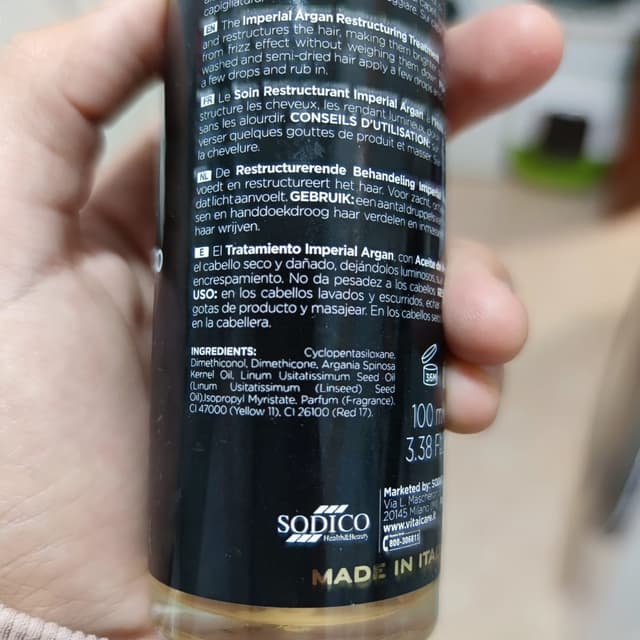 capigliatura.
EN The Imperial Argan Restructuring Treatment
and restructures the hair, making them brighter
from frizz effect without weighing them down.
washed and semi-dried hair apply a few drops
a few drops and rub in.
FR Le Soin Restructurant Imperial Argan
structure les cheveux, les rendant
sans les alourdir. CONSEILS D'UTILISATION:
verser quelques gouttes de produit et masser.
la chevelure.
NL De Restructurerende Behandeling Imperial
voedt en restructureert het haar. Voor zacht,
dat licht aanvoelt. GEBRUIK: een aantal druppels
sen en handdoekdroog haar verdelen en
haar wrijven.
E El Tratamiento Imperial Argan, con Aceite de
el cabello seco y dañado, dejándolos luminosos,
encrespamiento. No da pesadez a los cabellos
USO: en los cabellos lavados y escurridos,
gotas de producto y masajear. En los cabellos
en la cabellera.
INGREDIENTS: Cyclopentasiloxane,
Dimethiconol, Dimethicone, Argania Spinosa
Kernel Oil, Linum Usitatissimum Seed Oil
(Linum Usitatissimum (Linseed) Seed
Oil),Isopropyl Myristate, Parfum (Fragrance),
CI 47000 (Yellow 11), CI 26100 (Red 17).
36M
100 m
3.38 Fl
SODICO
Health&Beauty
Marketed by:
Via L. Mascheroni
20145 Milano
www.vitalcare.it
800-306811
MADE IN ITA